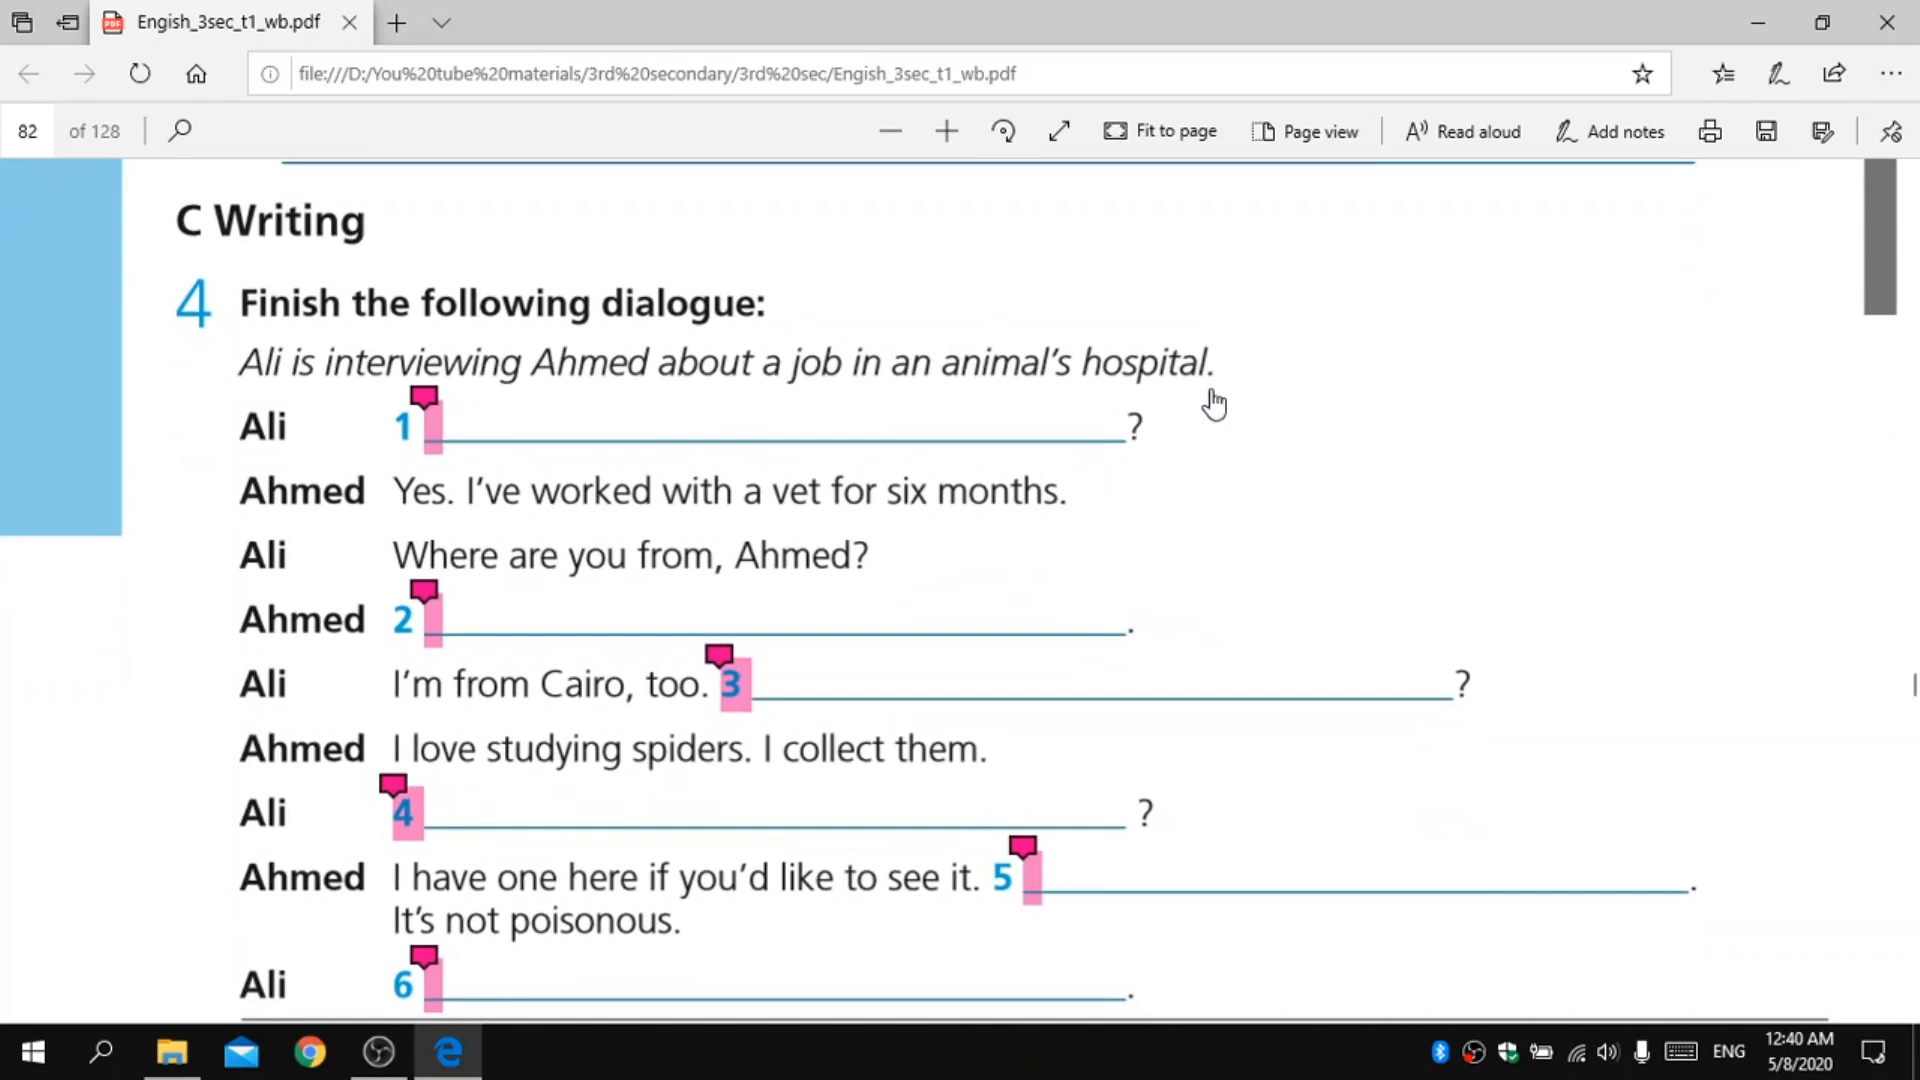 Engish_3sec_t1_wb.pdf
file:///D:/You%20tube%20materials/3rd%20secondary/3rd%20sec/Engish_3sec_t1_wb.pdf
82 of 128 Fit to page Page view Read aloud Add notes
C Writing
4 Finish the following dialogue:
Ali is interviewing Ahmed about a job in an animal's hospital.
Ali 1 ?
Ahmed Yes. I've worked with a vet for six months.
Ali Where are you from, Ahmed?
Ahmed 2 .
Ali I'm from Cairo, too. 3 ?
Ahmed I love studying spiders. I collect them.
Ali 4 ?
Ahmed I have one here if you'd like to see it. 5 .
It's not poisonous.
Ali 6 .
ENG 12:40 AM
5/8/2020